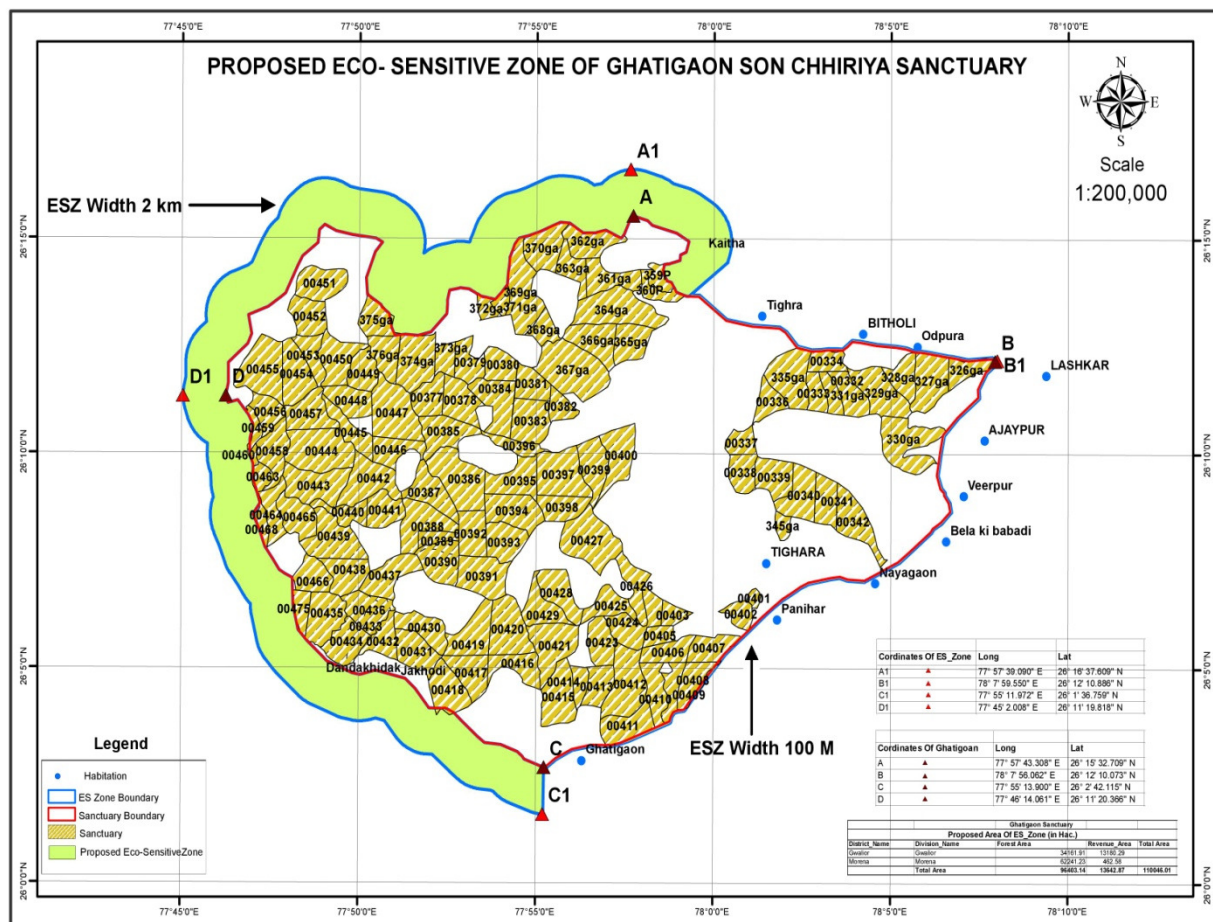 77°45'0"E 77°50'0"E 77°55'0"E 78°0'0"E 78°5'0"E 78°10'0"E
PROPOSED ECO- SENSITIVE ZONE OF GHATIGAON SON CHHIRIYA SANCTUARY
N
W E
S
Scale
1:200,000
A1
ESZ Width 2 km
A
26°15'0"N
Kaitha
26°15'0"N
370ga 362ga
363ga 361ga 359P
360P
00451
369ga
372ga 371ga 364ga
00452 375ga
368ga
366ga 365ga
Tighra
BITHOLI
Odpura
B
B1
LASHKAR
373ga
00453 00450 376ga 374ga 00379 00380
00455 00454 00449
367ga
00334
335ga 00332 328ga 327ga 326ga
00333 331ga 329ga
00336
D1 D
00448 00377 00378 00384 00381
00382
00456 00457 00447 00383
00459
00445 00385
330ga
AJAYPUR
26°10'0"N
00460 00458 00444 00446 00396
00337
26°10'0"N
00400
00463 00443 00442 00386 00395 00397 00399
00338 00339
00387
Veerpur
00464 00465 00440 00441 00394 00398
00340 00341
00468 00439 00388 00392
00389 00393
345ga 00342
00427
Bela ki babadi
00390
00438 00437 00391
TIGHARA
00466
00426
Nayagaon
00475 00435 00436
00428 00425
00433 00429 00424 00403
00401
00402
Panihar
00430 00420
00434 00432 00431 00419 00421 00423 00405
00406 00407
26°5'0"N
Dandakhidak Jakhodi 00417 00416
26°5'0"N
00418 00414 00413 00412 00408
00415 00410 00409
00411
ESZ Width 100 M
C
Ghatigaon
C1
Cordinates Of ES_Zone Long Lat
A1 77° 57' 39.090" E 26° 16' 37.609" N
B1 78° 7' 59.550" E 26° 12' 10.886" N
C1 77° 55' 11.972" E 26° 1' 36.759" N
D1 77° 45' 2.008" E 26° 11' 19.818" N
Cordinates Of Ghatigoan Long Lat
A 77° 57' 43.308" E 26° 15' 32.709" N
B 78° 7' 56.062" E 26° 12' 10.073" N
C 77° 55' 13.900" E 26° 2' 42.115" N
D 77° 46' 14.061" E 26° 11' 20.366" N
Ghatigaon Sanctuary
Proposed Area Of ES_Zone (in Hac.)
District_Name Division_Name Forest Area Revenue_Area Total Area
Gwalior Gwalior 34161.91 13180.29
Morena Morena 62241.23 462.58
Total Area 96403.14 13642.87 110046.01
Legend
Habitation
ES Zone Boundary
Sanctuary Boundary
Sanctuary
Proposed Eco-SensitiveZone
26°0'0"N
26°0'0"N
77°45'0"E 77°50'0"E 77°55'0"E 78°0'0"E 78°5'0"E 78°10'0"E